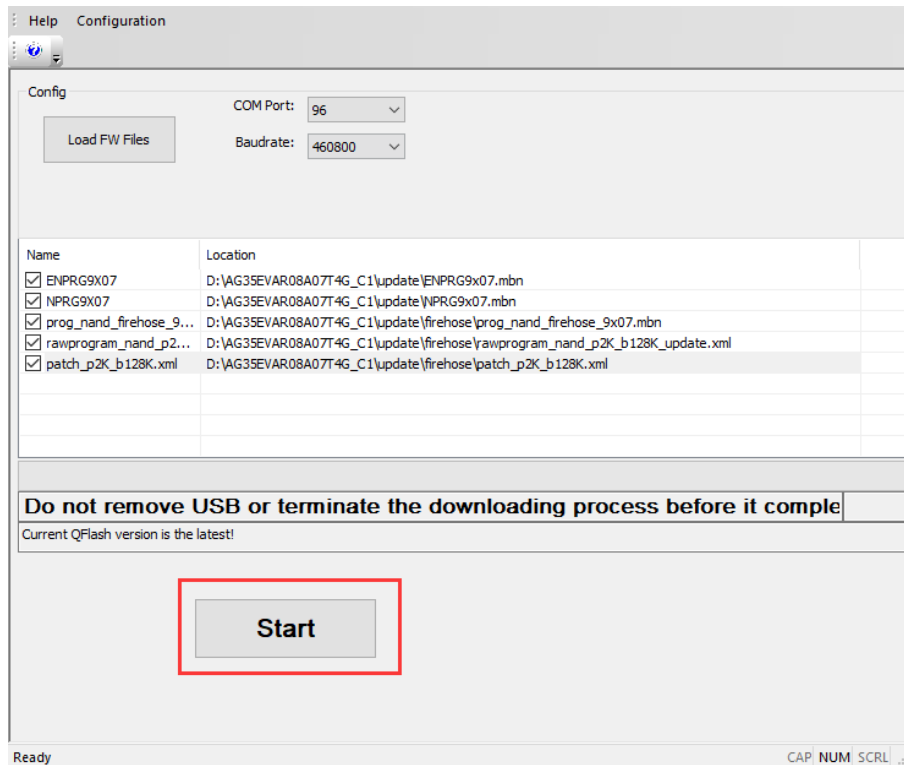 Help Configuration
Config
COM Port: 96
Load FW Files
Baudrate: 460800
Name Location
ENPRG9X07 D:\AG35EVAR08A07T4G_C1\update\ENPRG9x07.mbn
NPRG9X07 D:\AG35EVAR08A07T4G_C1\update\NPRG9x07.mbn
prog_nand_firehose_9... D:\AG35EVAR08A07T4G_C1\update\firehose\prog_nand_firehose_9x07.mbn
rawprogram_nand_p2... D:\AG35EVAR08A07T4G_C1\update\firehose\rawprogram_nand_p2K_b128K_update.xml
patch_p2K_b128K.xml D:\AG35EVAR08A07T4G_C1\update\firehose\patch_p2K_b128K.xml
Do not remove USB or terminate the downloading process before it comple
Current QFlash version is the latest!
Start
Ready CAP NUM SCRL